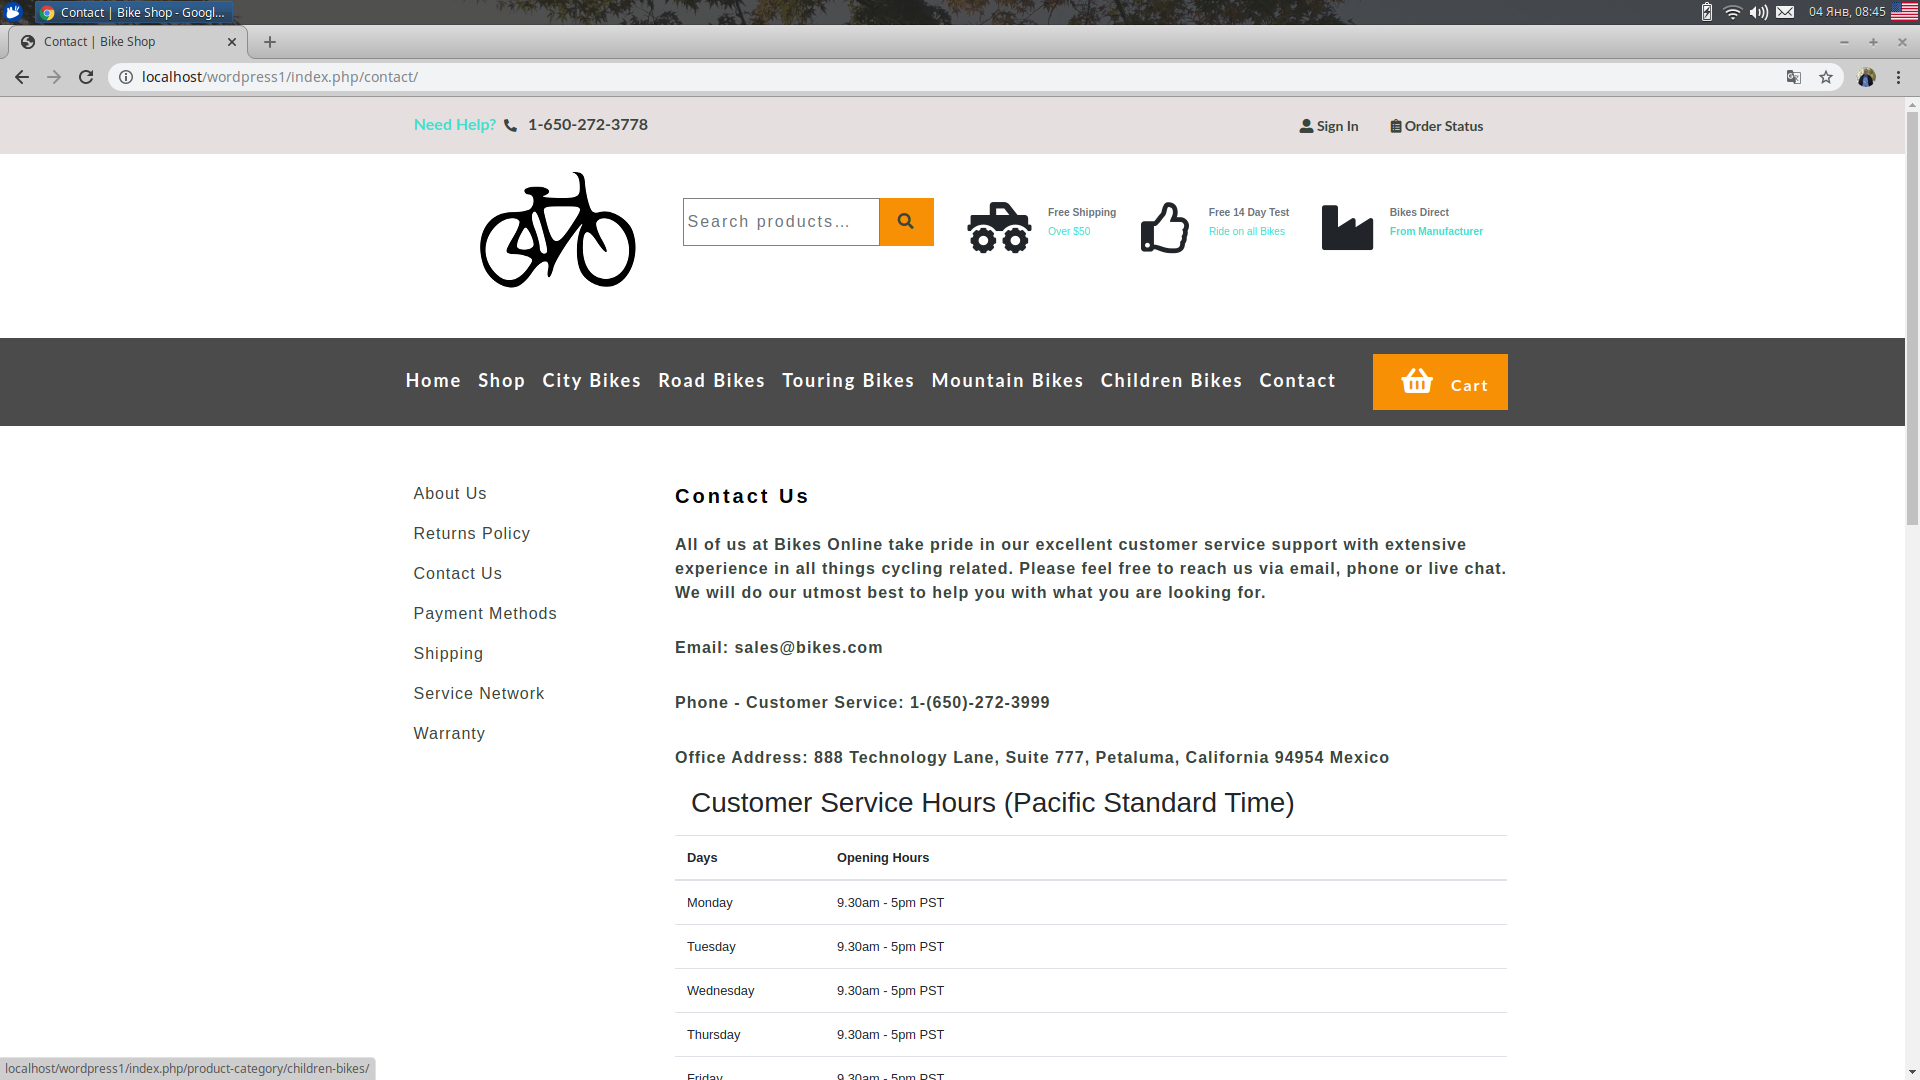 Contact | Bike Shop - Googl...
04 Янв, 08:45
Contact | Bike Shop
localhost/wordpress1/index.php/contact/
Need Help? 1-650-272-3778
Sign In
Order Status
Search products…
Free Shipping
Over $50
Free 14 Day Test
Ride on all Bikes
Bikes Direct
From Manufacturer
Home Shop City Bikes Road Bikes Touring Bikes Mountain Bikes Children Bikes Contact
Cart
About Us
Returns Policy
Contact Us
Payment Methods
Shipping
Service Network
Warranty
Contact Us
All of us at Bikes Online take pride in our excellent customer service support with extensive
experience in all things cycling related. Please feel free to reach us via email, phone or live chat.
We will do our utmost best to help you with what you are looking for.
Email: sales@bikes.com
Phone - Customer Service: 1-(650)-272-3999
Office Address: 888 Technology Lane, Suite 777, Petaluma, California 94954 Mexico
Customer Service Hours (Pacific Standard Time)
Days Opening Hours
Monday 9.30am - 5pm PST
Tuesday 9.30am - 5pm PST
Wednesday 9.30am - 5pm PST
Thursday 9.30am - 5pm PST
Friday 9.30am - 5pm PST
localhost/wordpress1/index.php/product-category/children-bikes/